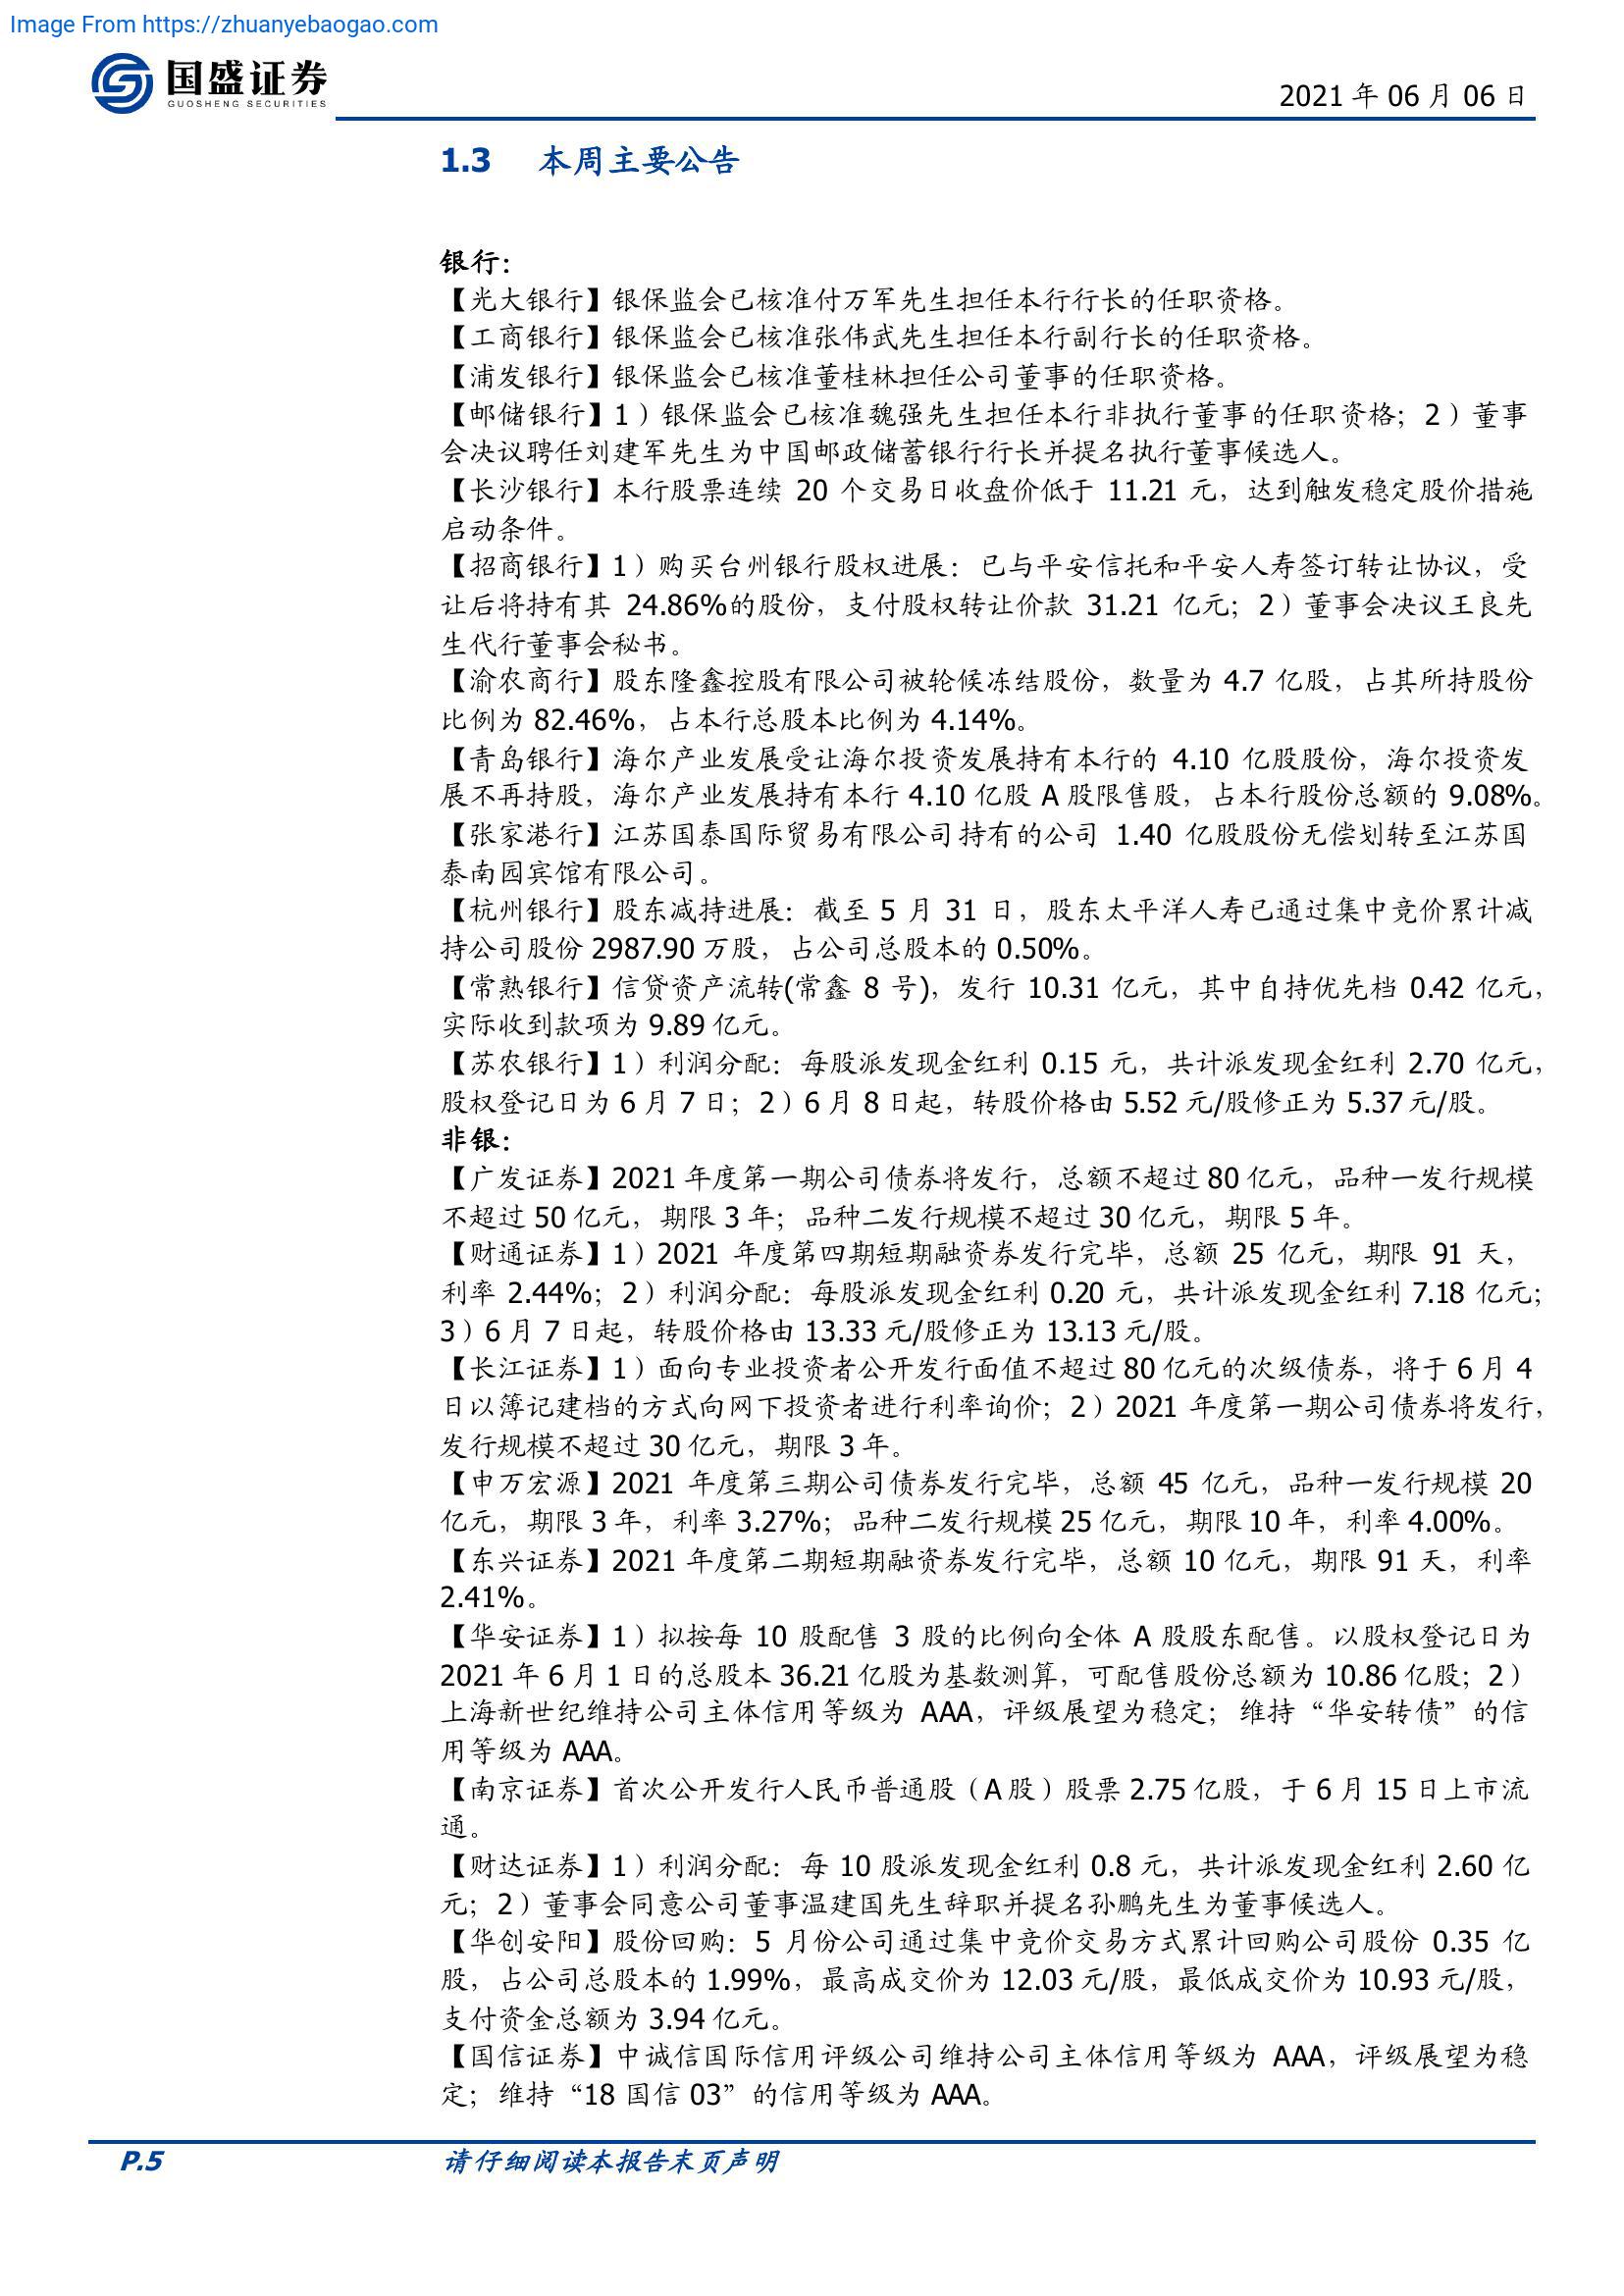 Image From https://zhuanyebaogao.com
国盛证券
GUOSHENG SECURITIES
2021 年 06 月 06 日
1.3 本周主要公告
银行：
【光大银行】银保监会已核准付万军先生担任本行行长的任职资格。
【工商银行】银保监会已核准张伟武先生担任本行副行长的任职资格。
【浦发银行】银保监会已核准董桂林担任公司董事的任职资格。
【邮储银行】1）银保监会已核准魏强先生担任本行非执行董事的任职资格；2）董事
会决议聘任刘建军先生为中国邮政储蓄银行行长并提名执行董事候选人。
【长沙银行】本行股票连续 20 个交易日收盘价低于 11.21 元，达到触发稳定股价措施
启动条件。
【招商银行】1）购买台州银行股权进展：已与平安信托和平安人寿签订转让协议，受
让后将持有其 24.86%的股份，支付股权转让价款 31.21 亿元；2）董事会决议王良先
生代行董事会秘书。
【渝农商行】股东隆鑫控股有限公司被轮候冻结股份，数量为 4.7 亿股，占其所持股份
比例为 82.46%，占本行总股本比例为 4.14%。
【青岛银行】海尔产业发展受让海尔投资发展持有本行的 4.10 亿股股份，海尔投资发
展不再持股，海尔产业发展持有本行 4.10 亿股 A 股限售股，占本行股份总额的 9.08%。
【张家港行】江苏国泰国际贸易有限公司持有的公司 1.40 亿股股份无偿划转至江苏国
泰南园宾馆有限公司。
【杭州银行】股东减持进展：截至 5 月 31 日，股东太平洋人寿已通过集中竞价累计减
持公司股份 2987.90 万股，占公司总股本的 0.50%。
【常熟银行】信贷资产流转(常鑫 8 号)，发行 10.31 亿元，其中自持优先档 0.42 亿元，
实际收到款项为 9.89 亿元。
【苏农银行】1）利润分配：每股派发现金红利 0.15 元，共计派发现金红利 2.70 亿元，
股权登记日为 6 月 7 日；2）6 月 8 日起，转股价格由 5.52 元/股修正为 5.37 元/股。
非银：
【广发证券】2021 年度第一期公司债券将发行，总额不超过 80 亿元，品种一发行规模
不超过 50 亿元，期限 3 年；品种二发行规模不超过 30 亿元，期限 5 年。
【财通证券】1）2021 年度第四期短期融资券发行完毕，总额 25 亿元，期限 91 天，
利率 2.44%；2）利润分配：每股派发现金红利 0.20 元，共计派发现金红利 7.18 亿元；
3）6 月 7 日起，转股价格由 13.33 元/股修正为 13.13 元/股。
【长江证券】1）面向专业投资者公开发行面值不超过 80 亿元的次级债券，将于 6 月 4
日以簿记建档的方式向网下投资者进行利率询价；2）2021 年度第一期公司债券将发行，
发行规模不超过 30 亿元，期限 3 年。
【申万宏源】2021 年度第三期公司债券发行完毕，总额 45 亿元，品种一发行规模 20
亿元，期限 3 年，利率 3.27%；品种二发行规模 25 亿元，期限 10 年，利率 4.00%。
【东兴证券】2021 年度第二期短期融资券发行完毕，总额 10 亿元，期限 91 天，利率
2.41%。
【华安证券】1）拟按每 10 股配售 3 股的比例向全体 A 股股东配售。以股权登记日为
2021 年 6 月 1 日的总股本 36.21 亿股为基数测算，可配售股份总额为 10.86 亿股；2）
上海新世纪维持公司主体信用等级为 AAA，评级展望为稳定；维持“华安转债”的信
用等级为 AAA。
【南京证券】首次公开发行人民币普通股（A 股）股票 2.75 亿股，于 6 月 15 日上市流
通。
【财达证券】1）利润分配：每 10 股派发现金红利 0.8 元，共计派发现金红利 2.60 亿
元；2）董事会同意公司董事温建国先生辞职并提名孙鹏先生为董事候选人。
【华创安阳】股份回购：5 月份公司通过集中竞价交易方式累计回购公司股份 0.35 亿
股，占公司总股本的 1.99%，最高成交价为 12.03 元/股，最低成交价为 10.93 元/股，
支付资金总额为 3.94 亿元。
【国信证券】中诚信国际信用评级公司维持公司主体信用等级为 AAA，评级展望为稳
定；维持“18 国信 03”的信用等级为 AAA。
P.5 请仔细阅读本报告末页声明